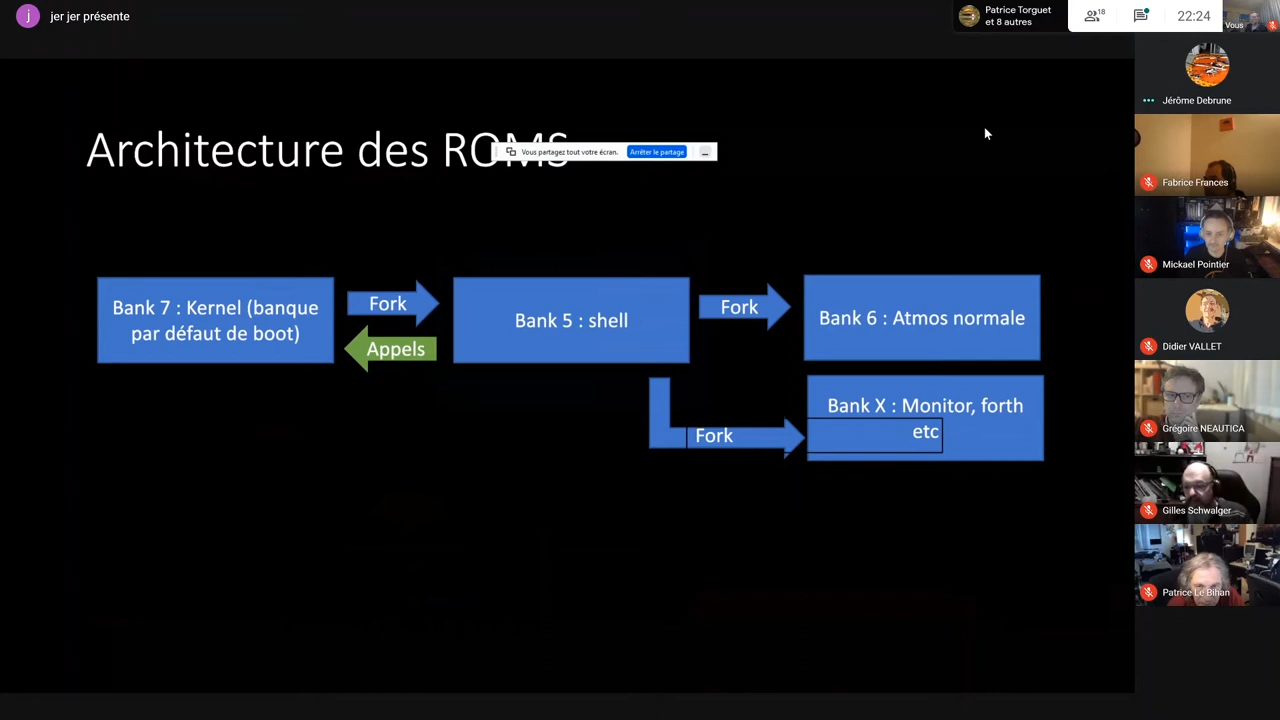 j
jer jer présente
Patrice Torguet
et 8 autres
18
22:24
Vous
Architecture des ROMS
Vous partagez tout votre écran.
Arrêter le partage
Bank 7 : Kernel (banque
par défaut de boot)
Fork
Appels
Bank 5 : shell
Fork
Bank 6 : Atmos normale
Fork
Bank X : Monitor, forth
etc
Jérôme Debrune
Fabrice Frances
Mickael Pointier
Didier VALLET
Grégoire NEAUTICA
Gilles Schwalger
Patrice Le Bihan